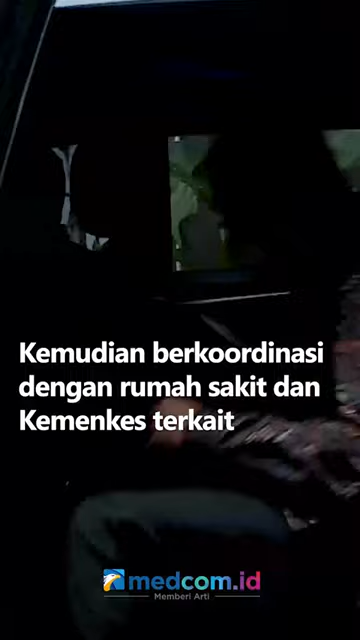 Kemudian berkoordinasi
dengan rumah sakit dan
Kemenkes terkait
medcom.id
Memberi Arti